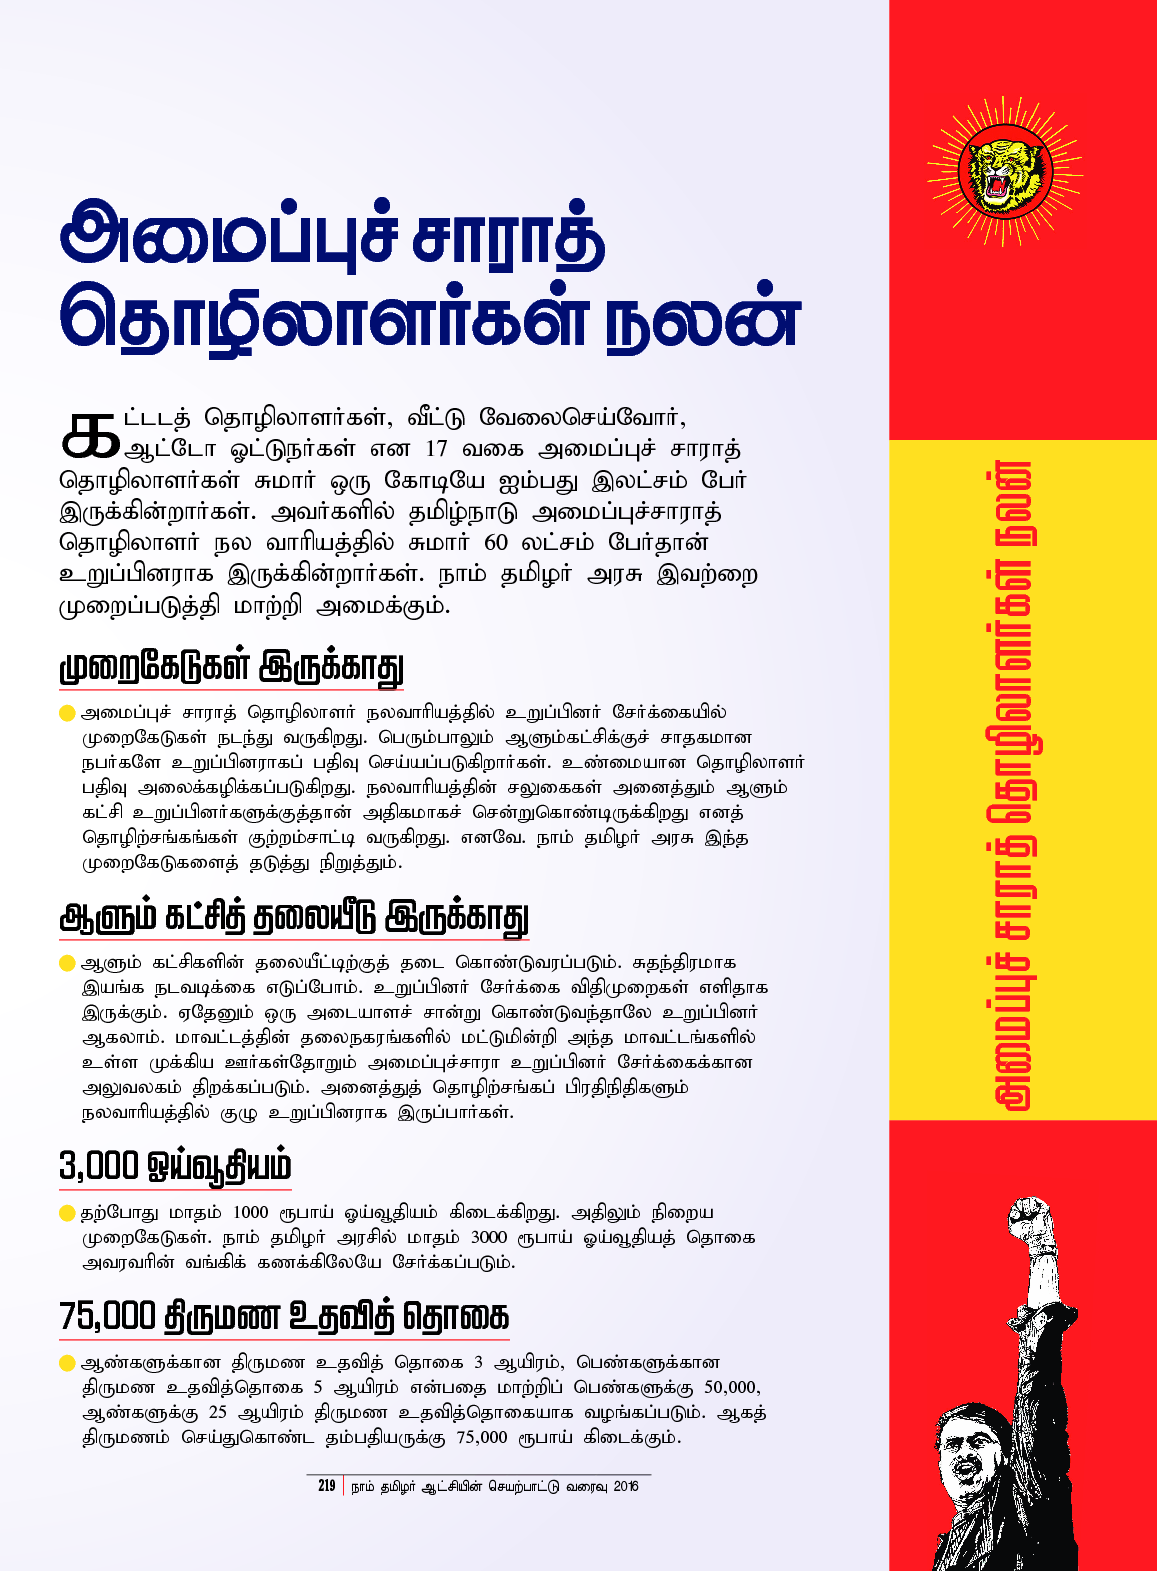 அமைப்புச் சாராத்
தொழிலாளர்கள் நலன்
கட்டடத் தொழிலாளர்கள், வீட்டு வேலைசெய்வோர்,
ஆட்டோ ஓட்டுநர்கள் என 17 வகை அமைப்புச் சாராத்
தொழிலாளர்கள் சுமார் ஒரு கோடியே ஐம்பது இலட்சம் பேர்
இருக்கின்றார்கள். அவர்களில் தமிழ்நாடு அமைப்புச்சாராத்
தொழிலாளர் நல வாரியத்தில் சுமார் 60 லட்சம் பேர்தான்
உறுப்பினராக இருக்கின்றார்கள். நாம் தமிழர் அரசு இவற்றை
முறைப்படுத்தி மாற்றி அமைக்கும்.
முறைகேடுகள் இருக்காது
அமைப்புச் சாராத் தொழிலாளர் நலவாரியத்தில் உறுப்பினர் சேர்க்கையில்
முறைகேடுகள் நடந்து வருகிறது. பெரும்பாலும் ஆளும்கட்சிக்குச் சாதகமான
நபர்களே உறுப்பினராகப் பதிவு செய்யப்படுகிறார்கள். உண்மையான தொழிலாளர்
பதிவு அலைக்கழிக்கப்படுகிறது. நலவாரியத்தின் சலுகைகள் அனைத்தும் ஆளும்
கட்சி உறுப்பினர்களுக்குத்தான் அதிகமாகச் சென்றுகொண்டிருக்கிறது எனத்
தொழிற்சங்கங்கள் குற்றம்சாட்டி வருகிறது. எனவே. நாம் தமிழர் அரசு இந்த
முறைகேடுகளைத் தடுத்து நிறுத்தும்.
ஆளும் கட்சித் தலையீடு இருக்காது
ஆளும் கட்சிகளின் தலையீட்டிற்குத் தடை கொண்டுவரப்படும். சுதந்திரமாக
இயங்க நடவடிக்கை எடுப்போம். உறுப்பினர் சேர்க்கை விதிமுறைகள் எளிதாக
இருக்கும். ஏதேனும் ஒரு அடையாளச் சான்று கொண்டுவந்தாலே உறுப்பினர்
ஆகலாம். மாவட்டத்தின் தலைநகரங்களில் மட்டுமின்றி அந்த மாவட்டங்களில்
உள்ள முக்கிய ஊர்கள்தோறும் அமைப்புச்சாரா உறுப்பினர் சேர்க்கைக்கான
அலுவலகம் திறக்கப்படும். அனைத்துத் தொழிற்சங்கப் பிரதிநிதிகளும்
நலவாரியத்தில் குழு உறுப்பினராக இருப்பார்கள்.
3,000 ஓய்வூதியம்
தற்போது மாதம் 1000 ரூபாய் ஓய்வூதியம் கிடைக்கிறது. அதிலும் நிறைய
முறைகேடுகள். நாம் தமிழர் அரசில் மாதம் 3000 ரூபாய் ஓய்வூதியத் தொகை
அவரவரின் வங்கிக் கணக்கிலேயே சேர்க்கப்படும்.
75,000 திருமண உதவித் தொகை
ஆண்களுக்கான திருமண உதவித் தொகை 3 ஆயிரம், பெண்களுக்கான
திருமண உதவித்தொகை 5 ஆயிரம் என்பதை மாற்றிப் பெண்களுக்கு 50,000,
ஆண்களுக்கு 25 ஆயிரம் திருமண உதவித்தொகையாக வழங்கப்படும். ஆகத்
திருமணம் செய்துகொண்ட தம்பதியருக்கு 75,000 ரூபாய் கிடைக்கும்.
219 நாம் தமிழர் ஆட்சியின் செயற்பாட்டு வரைவு 2016
அமைப்புச் சாராத் தொழிலாளர்கள் நலன்